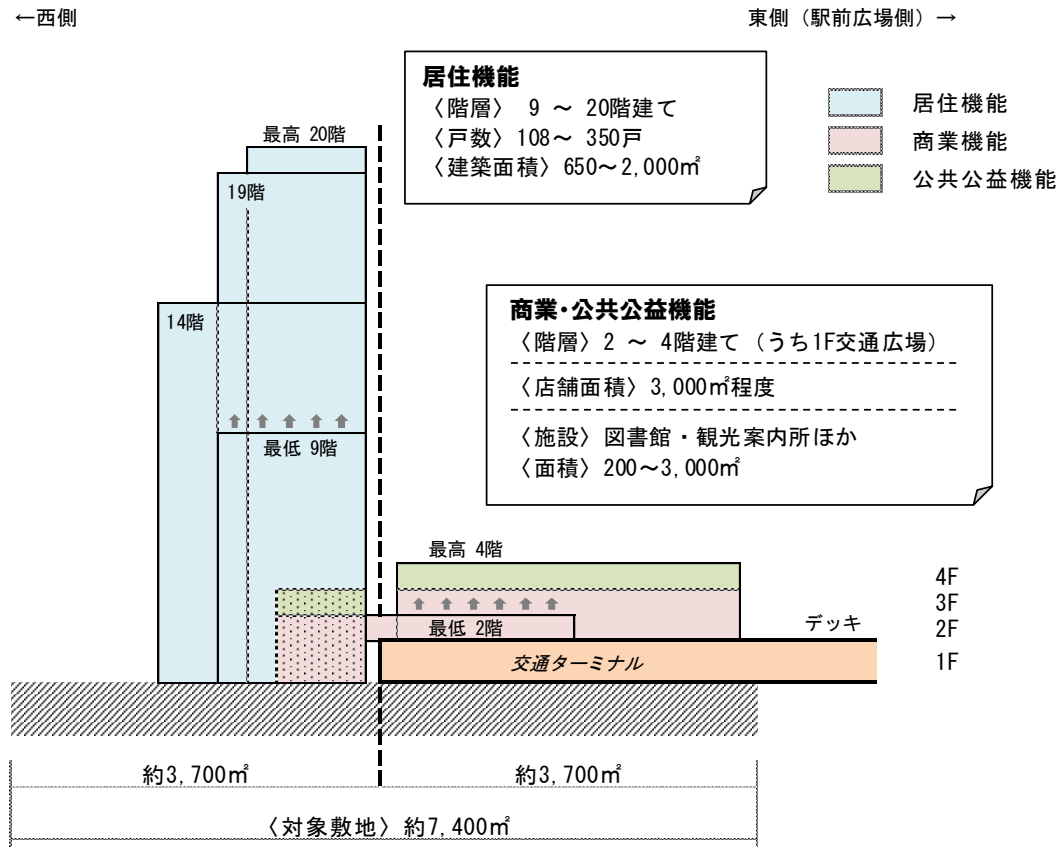 ←西側
東側（駅前広場側）→
居住機能
〈階層〉 9 ～ 20階建て
〈戸数〉108～ 350戸
〈建築面積〉650～2,000㎡
居住機能
商業機能
公共公益機能
最高 20階
19階
14階
最低 9階
商業・公共公益機能
〈階層〉2 ～ 4階建て（うち1F交通広場）
〈店舗面積〉3,000㎡程度
〈施設〉図書館・観光案内所ほか
〈面積〉200～3,000㎡
最高 4階
最低 2階
デッキ
交通ターミナル
4F
3F
2F
1F
約3,700㎡
約3,700㎡
〈対象敷地〉約7,400㎡